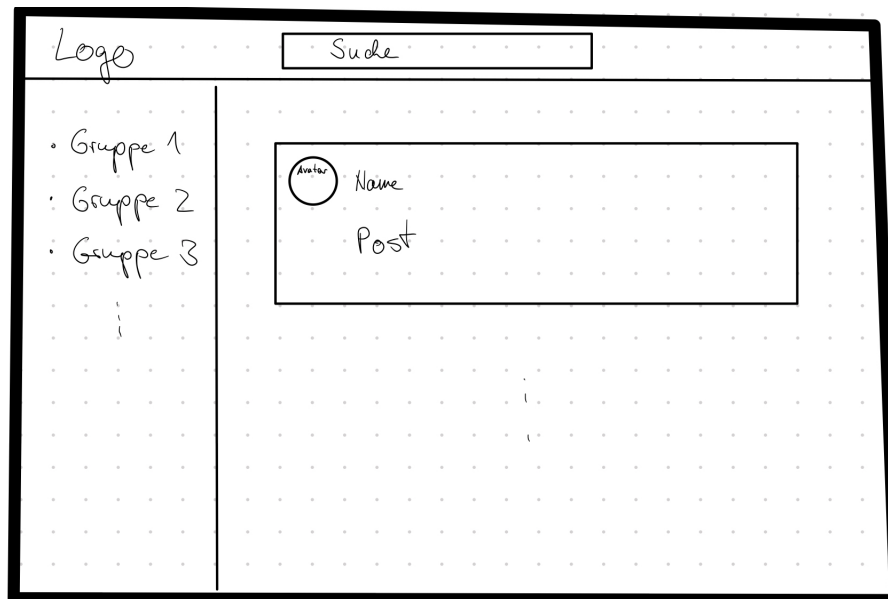 Logo
Suche
Gruppe 1
Gruppe 2
Gruppe 3
Avatar
Name
Post